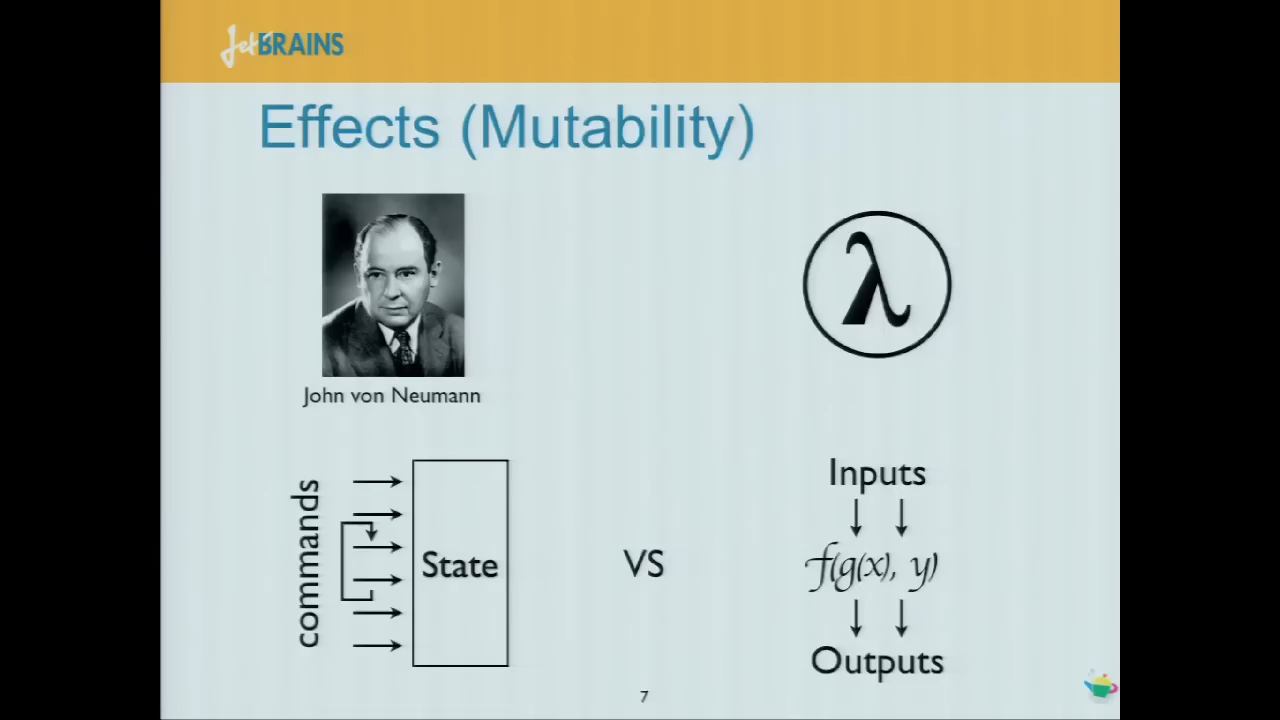 JetBRAINS
Effects (Mutability)
λ
John von Neumann
commands
State
VS
Inputs
f(g(x), y)
Outputs
7